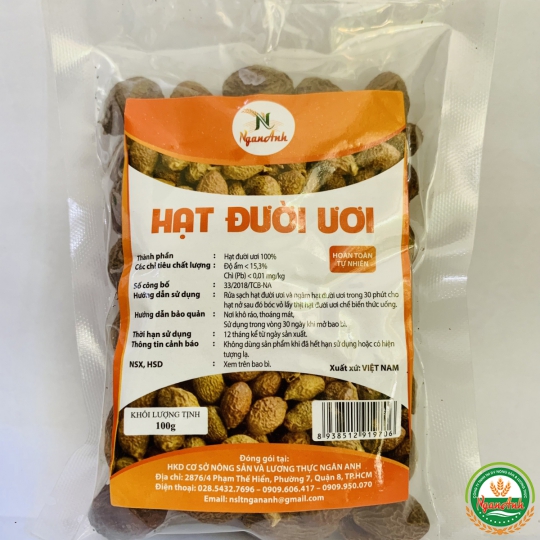 NganAnh
HẠT ĐƯỜI ƯƠI
HOÀN TOÀN
TỰ NHIÊN
Thành phần : Hạt đười ươi 100%
Các chỉ tiêu chất lượng : Độ ẩm < 15,3%
Chì (Pb) < 0,01 mg/kg
Số công bố : 33/2018/TCB-NA
Hướng dẫn sử dụng : Rửa sạch hạt đười ươi và ngâm hạt đười ươi trong 30 phút cho
hạt nở sau đó bóc vỏ lấy thịt hạt đười ươi chế biến thức uống.
Hướng dẫn bảo quản : Nơi khô ráo, thoáng mát,
Sử dụng trong vòng 30 ngày khi mở bao bì.
Thời hạn sử dụng : 12 tháng kể từ ngày sản xuất.
Thông tin cảnh báo : Không dùng sản phẩm khi đã hết hạn sử dụng hoặc có hiện
tượng lạ.
NSX, HSD : Xem trên bao bì.
Xuất xứ: VIỆT NAM
KHỐI LƯỢNG TỊNH
100g
8 938512 919706
Đóng gói tại:
HKD CƠ SỞ NÔNG SẢN VÀ LƯƠNG THỰC NGÂN ANH
Địa chỉ: 2876/4 Phạm Thế Hiển, Phường 7, Quận 8, TP.HCM
Điện thoại: 028.5432.7696 - 0909.606.417 - 0909.950.070
Email: nsltngananh@gmail.com
NganAnh